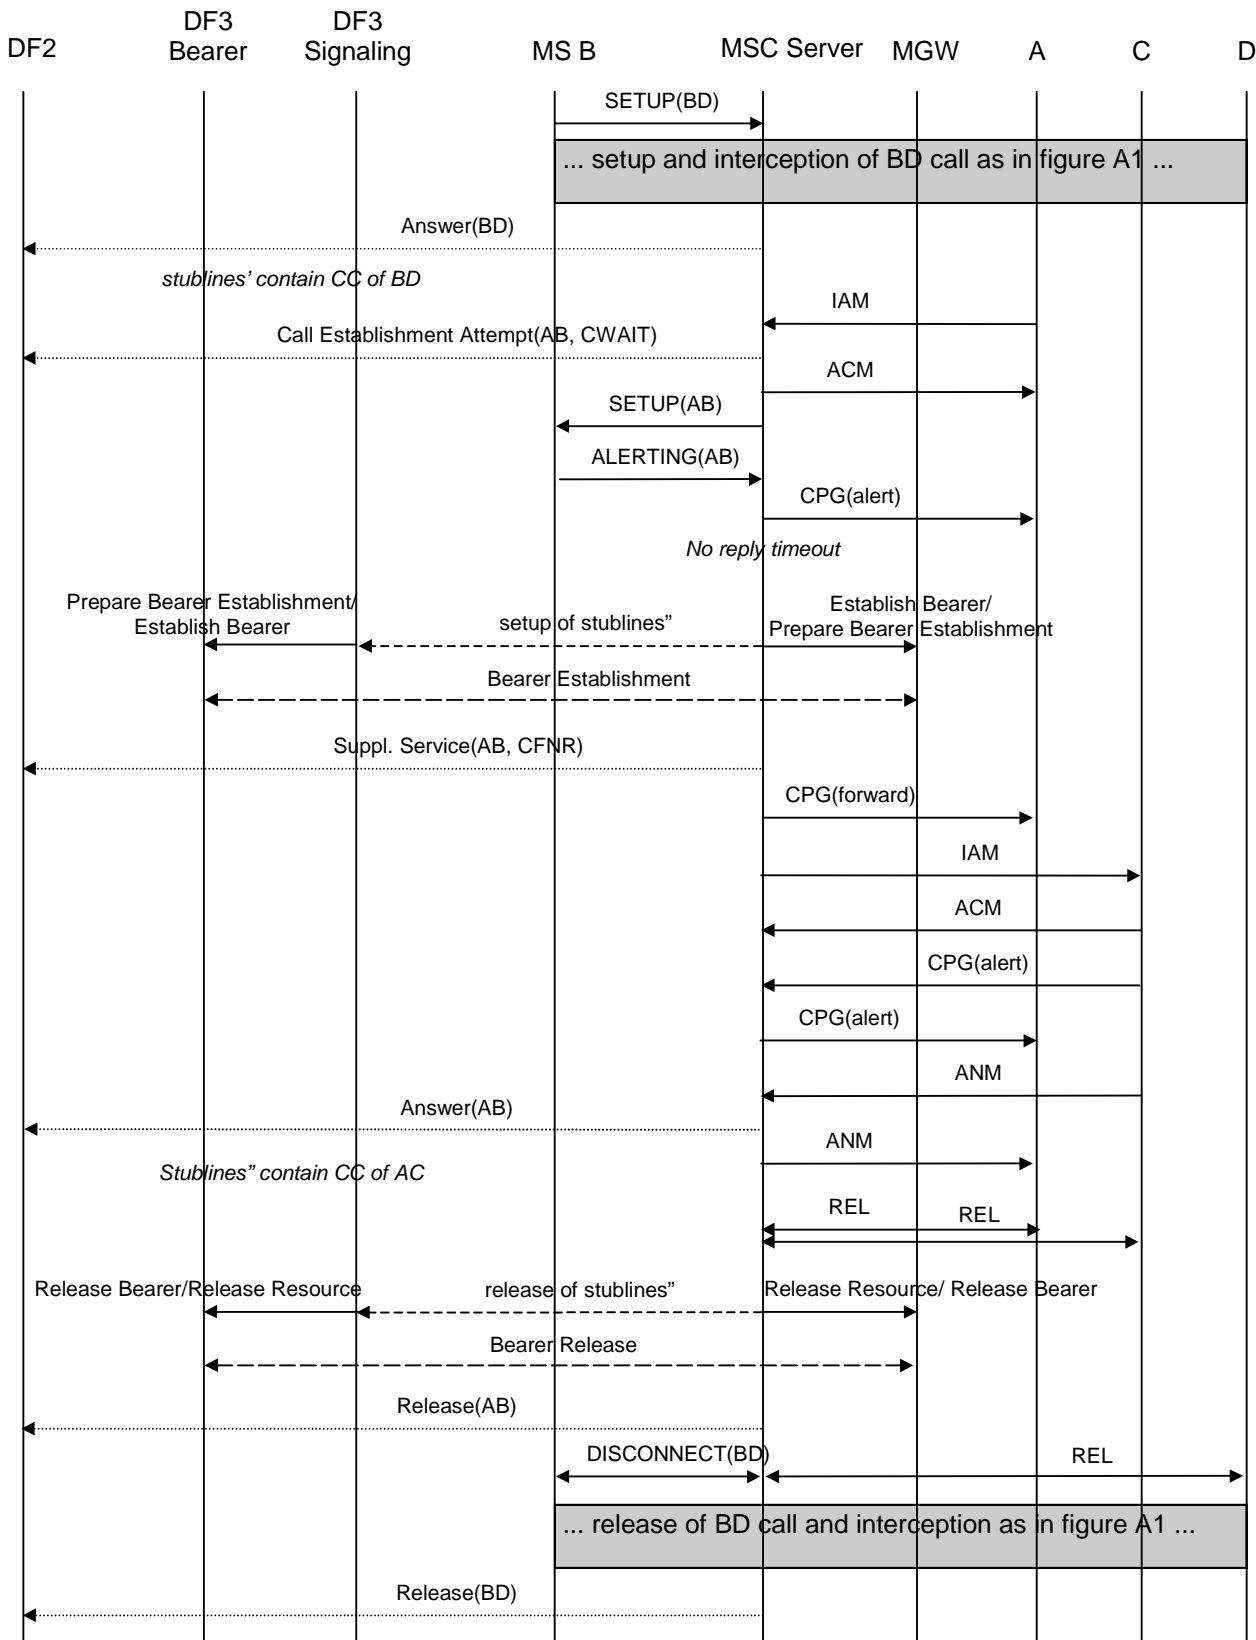 DF2
DF3
Bearer
DF3
Signaling
MS B
MSC Server
MGW
A
C
D
SETUP(BD)
... setup and interception of BD call as in figure A1 ...
Answer(BD)
stublines’ contain CC of BD
IAM
Call Establishment Attempt(AB, CWAIT)
ACM
SETUP(AB)
ALERTING(AB)
CPG(alert)
No reply timeout
Prepare Bearer Establishment/
Establish Bearer
setup of stublines”
Establish Bearer/
Prepare Bearer Establishment
Bearer Establishment
Suppl. Service(AB, CFNR)
CPG(forward)
IAM
ACM
CPG(alert)
CPG(alert)
ANM
Answer(AB)
ANM
Stublines” contain CC of AC
REL
REL
Release Bearer/Release Resource
release of stublines”
Release Resource/ Release Bearer
Bearer Release
Release(AB)
DISCONNECT(BD)
REL
... release of BD call and interception as in figure A1 ...
Release(BD)